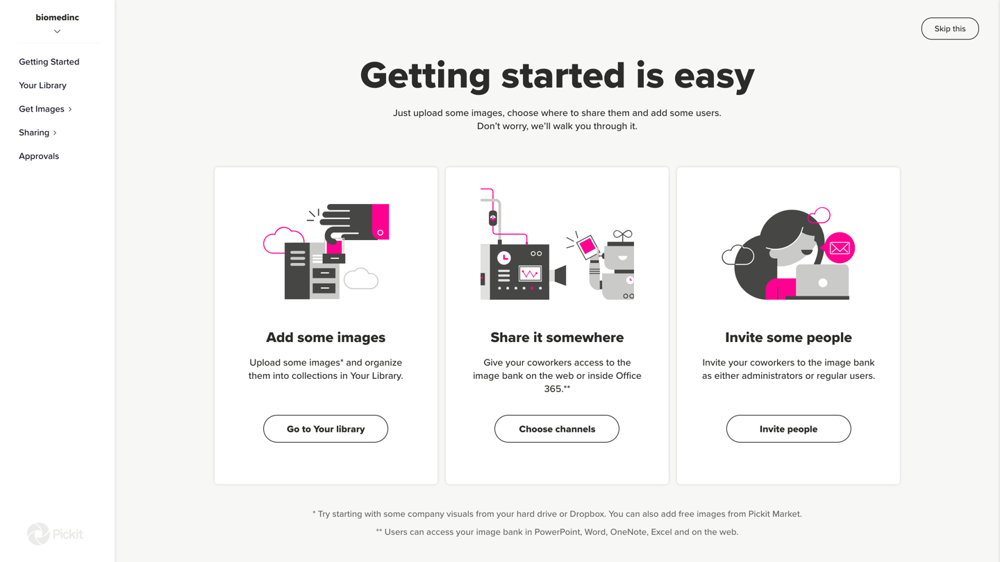 biomedinc
Getting Started
Your Library
Get Images
Sharing
Approvals
Pickit
Skip this
Getting started is easy
Just upload some images, choose where to share them and add some users.
Don’t worry, we’ll walk you through it.
Add some images
Upload some images* and organize
them into collections in Your Library.
Go to Your library
Share it somewhere
Give your coworkers access to the
image bank on the web or inside Office
365.**
Choose channels
Invite some people
Invite your coworkers to the image bank
as either administrators or regular users.
Invite people
* Try starting with some company visuals from your hard drive or Dropbox. You can also add free images from Pickit Market.
** Users can access your image bank in PowerPoint, Word, OneNote, Excel and on the web.